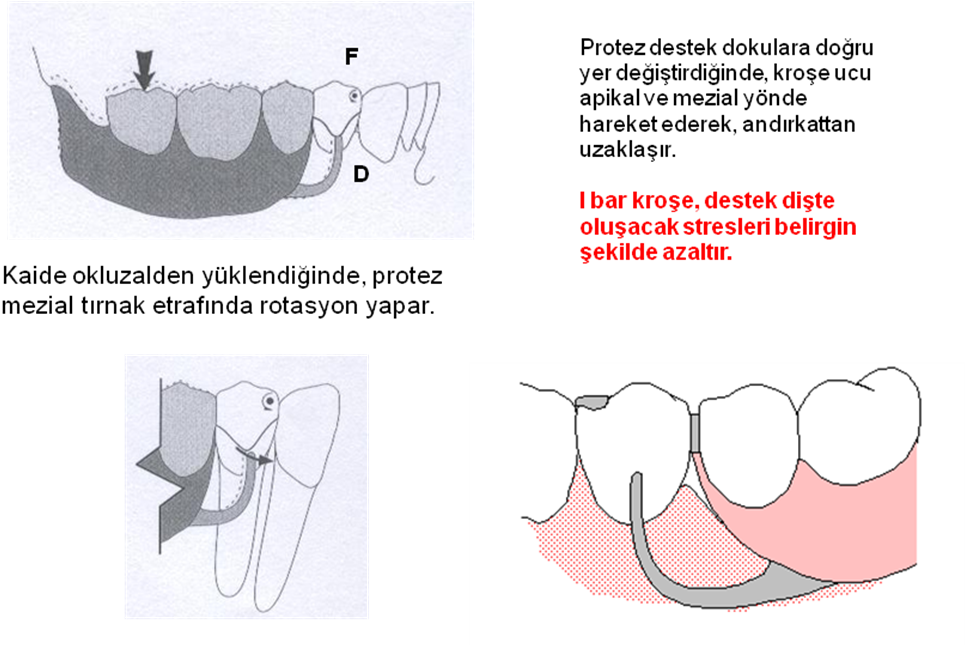 F
D
Protez destek dokulara doğru
yer değiştirdiğinde, kroşe ucu
apikal ve mezial yönde
hareket ederek, andırkattan
uzaklaşır.
I bar kroşe, destek dişte
oluşacak stresleri belirgin
şekilde azaltır.
Kaide okluzalden yüklendiğinde, protez
mezial tırnak etrafında rotasyon yapar.